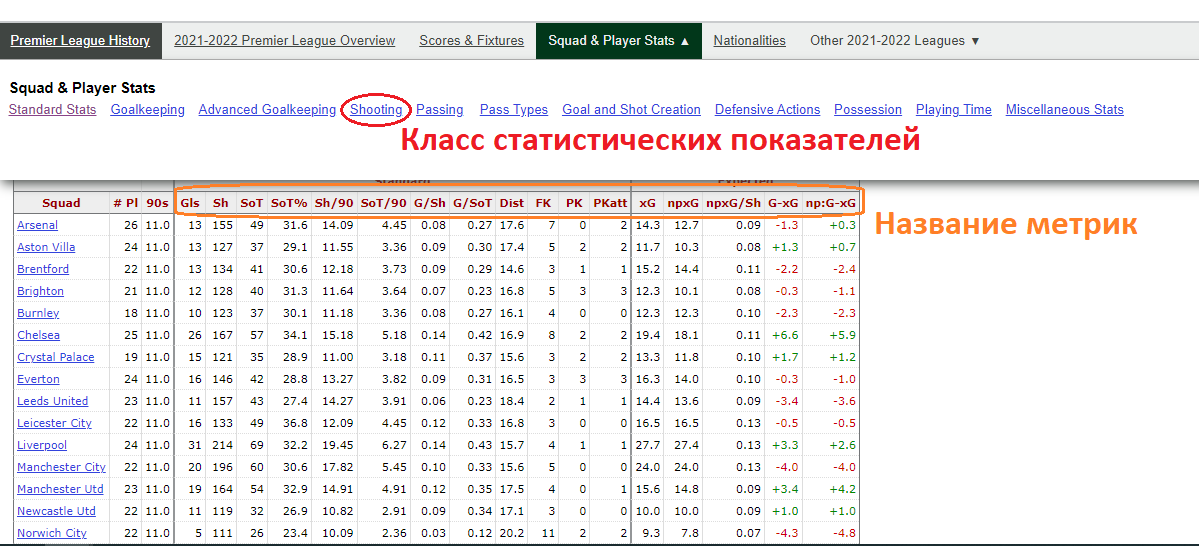 Premier League History 2021-2022 Premier League Overview Scores & Fixtures Squad & Player Stats ▲ Nationalities Other 2021-2022 Leagues ▼
Squad & Player Stats
Standard Stats Goalkeeping Advanced Goalkeeping Shooting Passing Pass Types Goal and Shot Creation Defensive Actions Possession Playing Time Miscellaneous Stats
Класс статистических показателей
Standard Expected
Squad # Pl 90s Gls Sh SoT SoT% Sh/90 SoT/90 G/Sh G/SoT Dist FK PK PKatt xG npxG npxG/Sh G-xG np:G-xG
Название метрик
Arsenal 26 11.0 13 155 49 31.6 14.09 4.45 0.08 0.27 17.6 7 0 2 14.3 12.7 0.09 -1.3 +0.3
Aston Villa 24 11.0 13 127 37 29.1 11.55 3.36 0.09 0.30 17.4 5 2 2 11.7 10.3 0.08 +1.3 +0.7
Brentford 22 11.0 13 134 41 30.6 12.18 3.73 0.09 0.29 14.6 3 1 1 15.2 14.4 0.11 -2.2 -2.4
Brighton 21 11.0 12 128 40 31.3 11.64 3.64 0.07 0.23 16.8 5 3 3 12.3 10.1 0.08 -0.3 -1.1
Burnley 18 11.0 10 123 37 30.1 11.18 3.36 0.08 0.27 16.1 4 0 0 12.3 12.3 0.10 -2.3 -2.3
Chelsea 25 11.0 26 167 57 34.1 15.18 5.18 0.14 0.42 16.9 8 2 2 19.4 18.1 0.11 +6.6 +5.9
Crystal Palace 19 11.0 15 121 35 28.9 11.00 3.18 0.11 0.37 15.6 3 2 2 13.3 11.8 0.10 +1.7 +1.2
Everton 24 11.0 16 146 42 28.8 13.27 3.82 0.09 0.31 16.5 3 3 3 16.3 14.0 0.10 -0.3 -1.0
Leeds United 23 11.0 11 157 43 27.4 14.27 3.91 0.06 0.23 18.4 2 1 1 14.4 13.6 0.09 -3.4 -3.6
Leicester City 22 11.0 16 133 49 36.8 12.09 4.45 0.12 0.33 16.8 3 0 0 16.5 16.5 0.13 -0.5 -0.5
Liverpool 24 11.0 31 214 69 32.2 19.45 6.27 0.14 0.43 15.7 4 1 1 27.7 27.4 0.13 +3.3 +2.6
Manchester City 22 11.0 20 196 60 30.6 17.82 5.45 0.10 0.33 15.6 5 0 0 24.0 24.0 0.13 -4.0 -4.0
Manchester Utd 23 11.0 19 164 54 32.9 14.91 4.91 0.12 0.35 17.5 4 0 1 15.6 14.8 0.09 +3.4 +4.2
Newcastle Utd 22 11.0 11 119 32 26.9 10.82 2.91 0.09 0.34 17.1 3 0 0 10.0 10.0 0.09 +1.0 +1.0
Norwich City 22 11.0 5 111 26 23.4 10.09 2.36 0.03 0.12 20.2 11 2 2 9.3 7.8 0.07 -4.3 -4.8